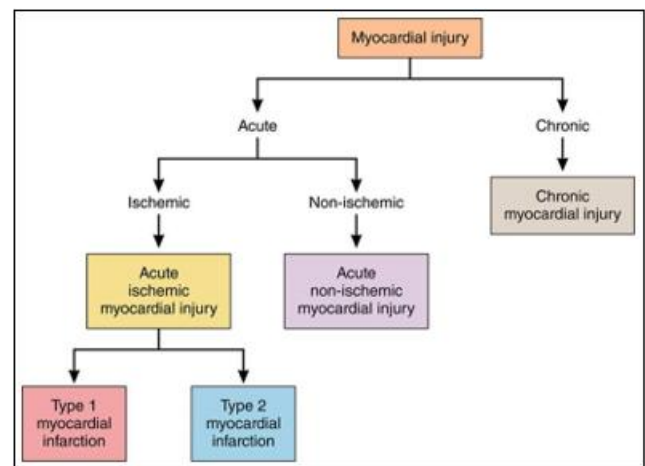 Myocardial injury
Acute
Chronic
Ischemic
Non-ischemic
Chronic
myocardial injury
Acute
ischemic
myocardial injury
Acute
non-ischemic
myocardial injury
Type 1
myocardial
infarction
Type 2
myocardial
infarction